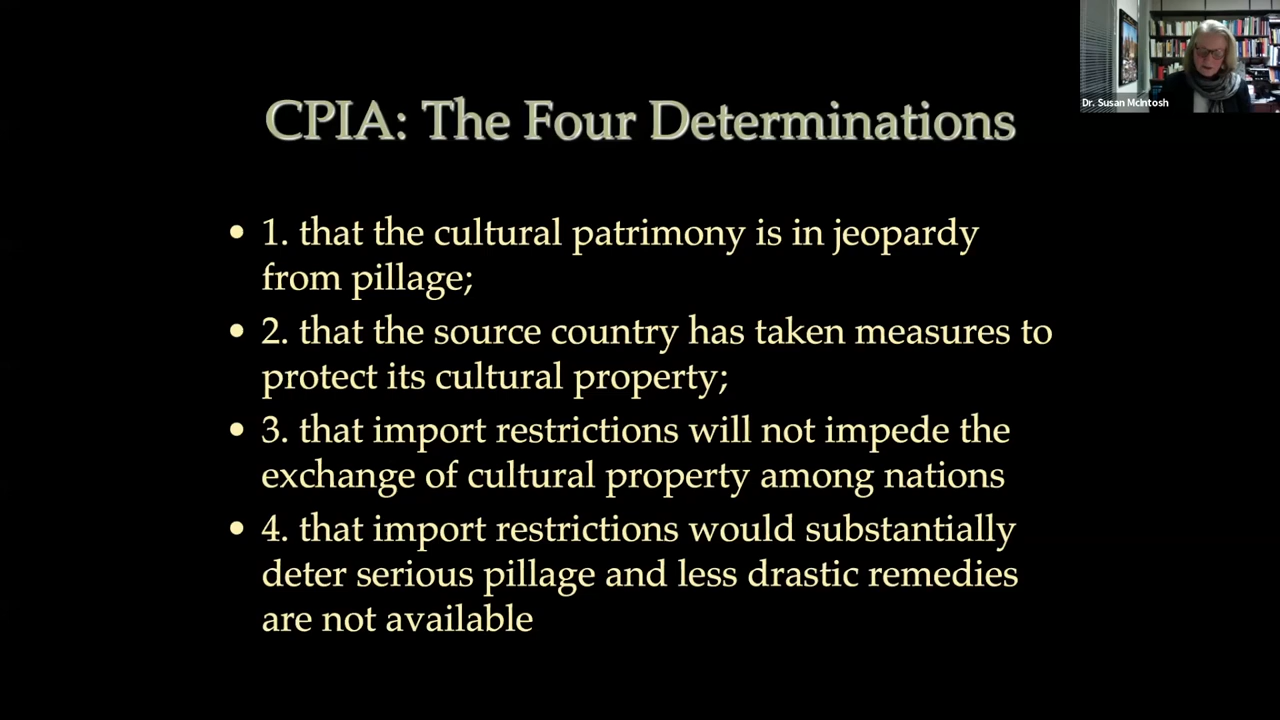 Dr. Susan McIntosh
CPIA: The Four Determinations
• 1. that the cultural patrimony is in jeopardy
from pillage;
• 2. that the source country has taken measures to
protect its cultural property;
• 3. that import restrictions will not impede the
exchange of cultural property among nations
• 4. that import restrictions would substantially
deter serious pillage and less drastic remedies
are not available